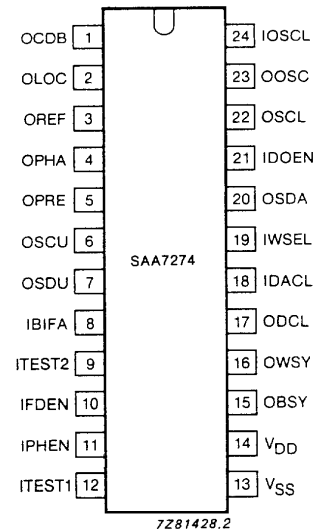 OCDB 1 24 IOSCL
OLOC 2 23 OOSC
OREF 3 22 OSCL
OPHA 4 21 IDOEN
OPRE 5 20 OSDA
OSCU 6 19 IWSEL
SAA7274
OSDU 7 18 IDACL
IBIFA 8 17 ODCL
ITEST2 9 16 OWSY
IFDEN 10 15 OBSY
IPHEN 11 14 VDD
ITEST1 12 13 VSS
7Z81428.2